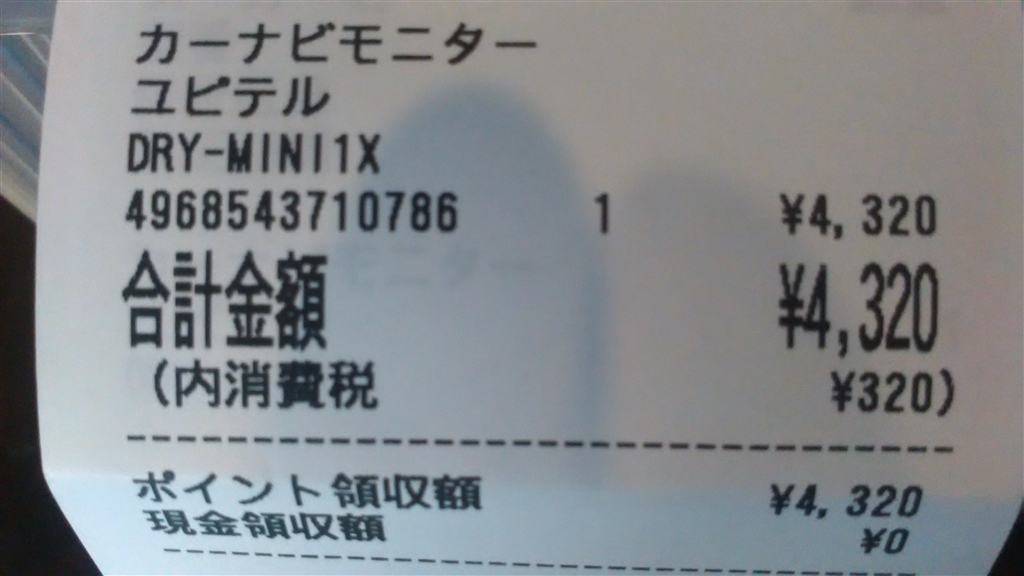 カーナビモニター
ユピテル
DRY-MINI1X
4968543710786 1 ¥4,320
合計金額 ¥4,320
(内消費税 ¥320)
ポイント領収額 ¥4,320
現金領収額 ¥0